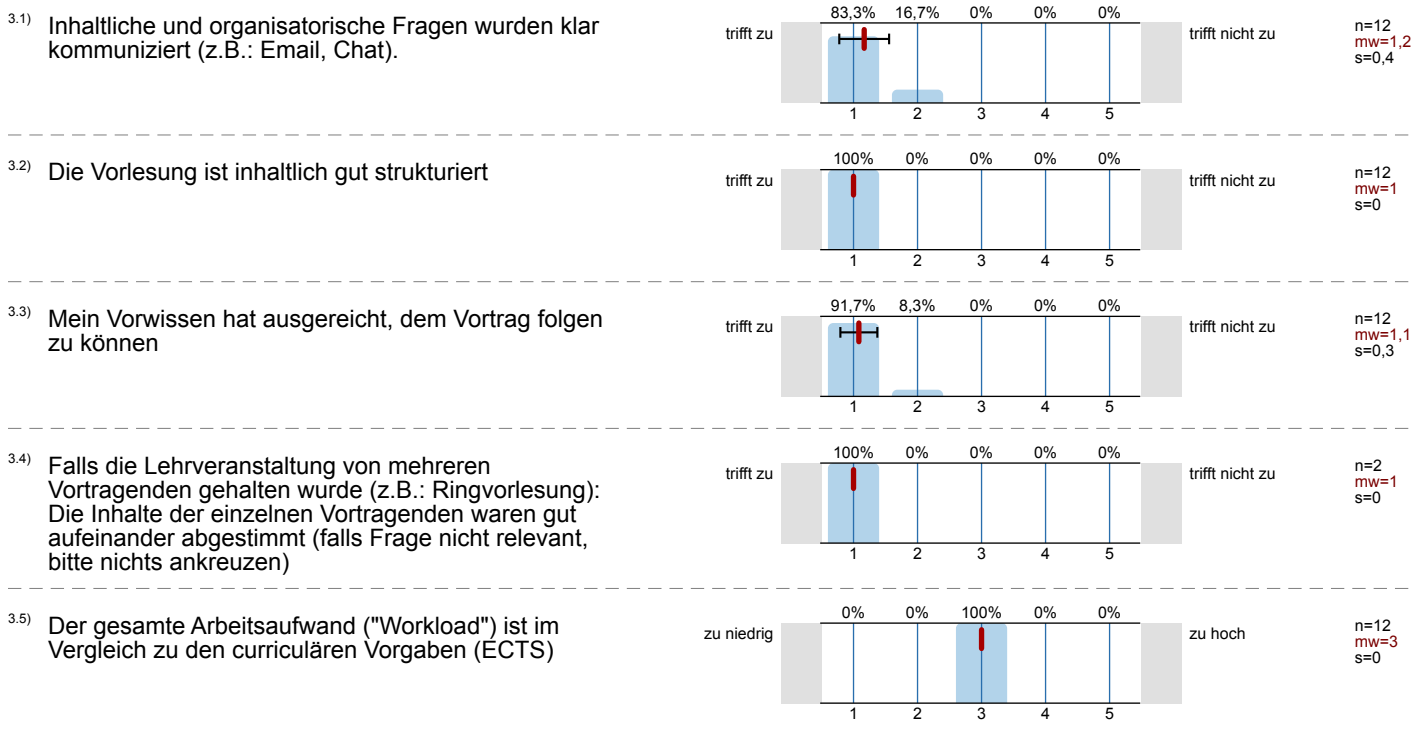 3.1) Inhaltliche und organisatorische Fragen wurden klar
kommuniziert (z.B.: Email, Chat).
83,3% 16,7% 0% 0% 0%
trifft zu
trifft nicht zu
1 2 3 4 5
n=12
mw=1,2
s=0,4
3.2) Die Vorlesung ist inhaltlich gut strukturiert
100% 0% 0% 0% 0%
trifft zu
trifft nicht zu
1 2 3 4 5
n=12
mw=1
s=0
3.3) Mein Vorwissen hat ausgereicht, dem Vortrag folgen
zu können
91,7% 8,3% 0% 0% 0%
trifft zu
trifft nicht zu
1 2 3 4 5
n=12
mw=1,1
s=0,3
3.4) Falls die Lehrveranstaltung von mehreren
Vortragenden gehalten wurde (z.B.: Ringvorlesung):
Die Inhalte der einzelnen Vortragenden waren gut
aufeinander abgestimmt (falls Frage nicht relevant,
bitte nichts ankreuzen)
100% 0% 0% 0% 0%
trifft zu
trifft nicht zu
1 2 3 4 5
n=2
mw=1
s=0
3.5) Der gesamte Arbeitsaufwand ("Workload") ist im
Vergleich zu den curriculären Vorgaben (ECTS)
0% 0% 100% 0% 0%
zu niedrig
zu hoch
1 2 3 4 5
n=12
mw=3
s=0